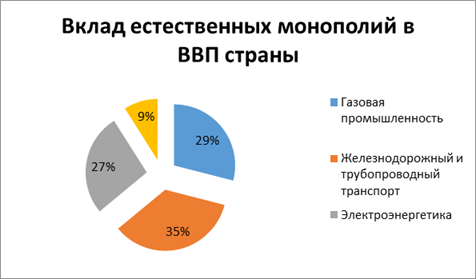 Вклад естественных монополий в
ВВП страны
9%
29%
27%
35%
Газовая
промышленность
Железнодорожный и
трубопроводный
транспорт
Электроэнергетика